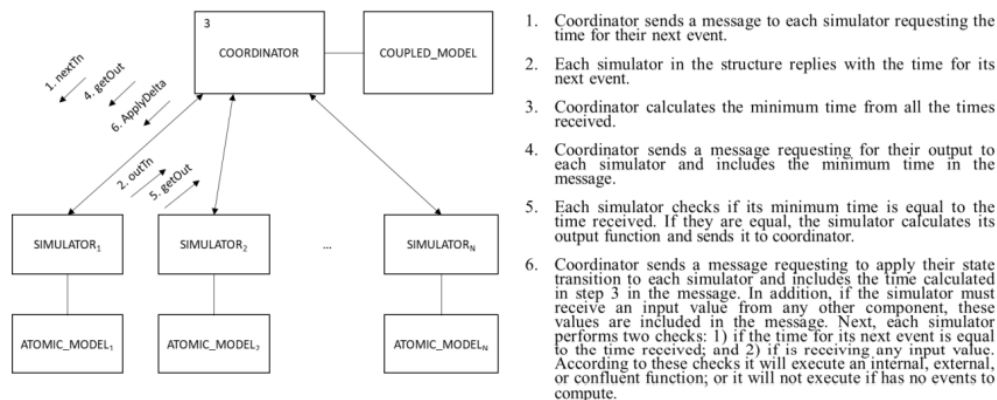 3
COORDINATOR
COUPLED_MODEL
1. nextTn
4. getOut
6. ApplyDelta
2. outTn
5. getOut
SIMULATOR1
SIMULATOR2
...
SIMULATORN
ATOMIC_MODEL1
ATOMIC_MODEL2
ATOMIC_MODELN
1. Coordinator sends a message to each simulator requesting the
time for their next event.
2. Each simulator in the structure replies with the time for its
next event.
3. Coordinator calculates the minimum time from all the times
received.
4. Coordinator sends a message requesting for their output to
each simulator and includes the minimum time in the
message.
5. Each simulator checks if its minimum time is equal to the
time received. If they are equal, the simulator calculates its
output function and sends it to coordinator.
6. Coordinator sends a message requesting to apply their state
transition to each simulator and includes the time calculated
in step 3 in the message. In addition, if the simulator must
receive an input value from any other component, these
values are included in the message. Next, each simulator
performs two checks: 1) if the time for its next event is equal
to the time received; and 2) if is receiving any input value.
According to these checks it will execute an internal, external,
or confluent function; or it will not execute if has no events to
compute.